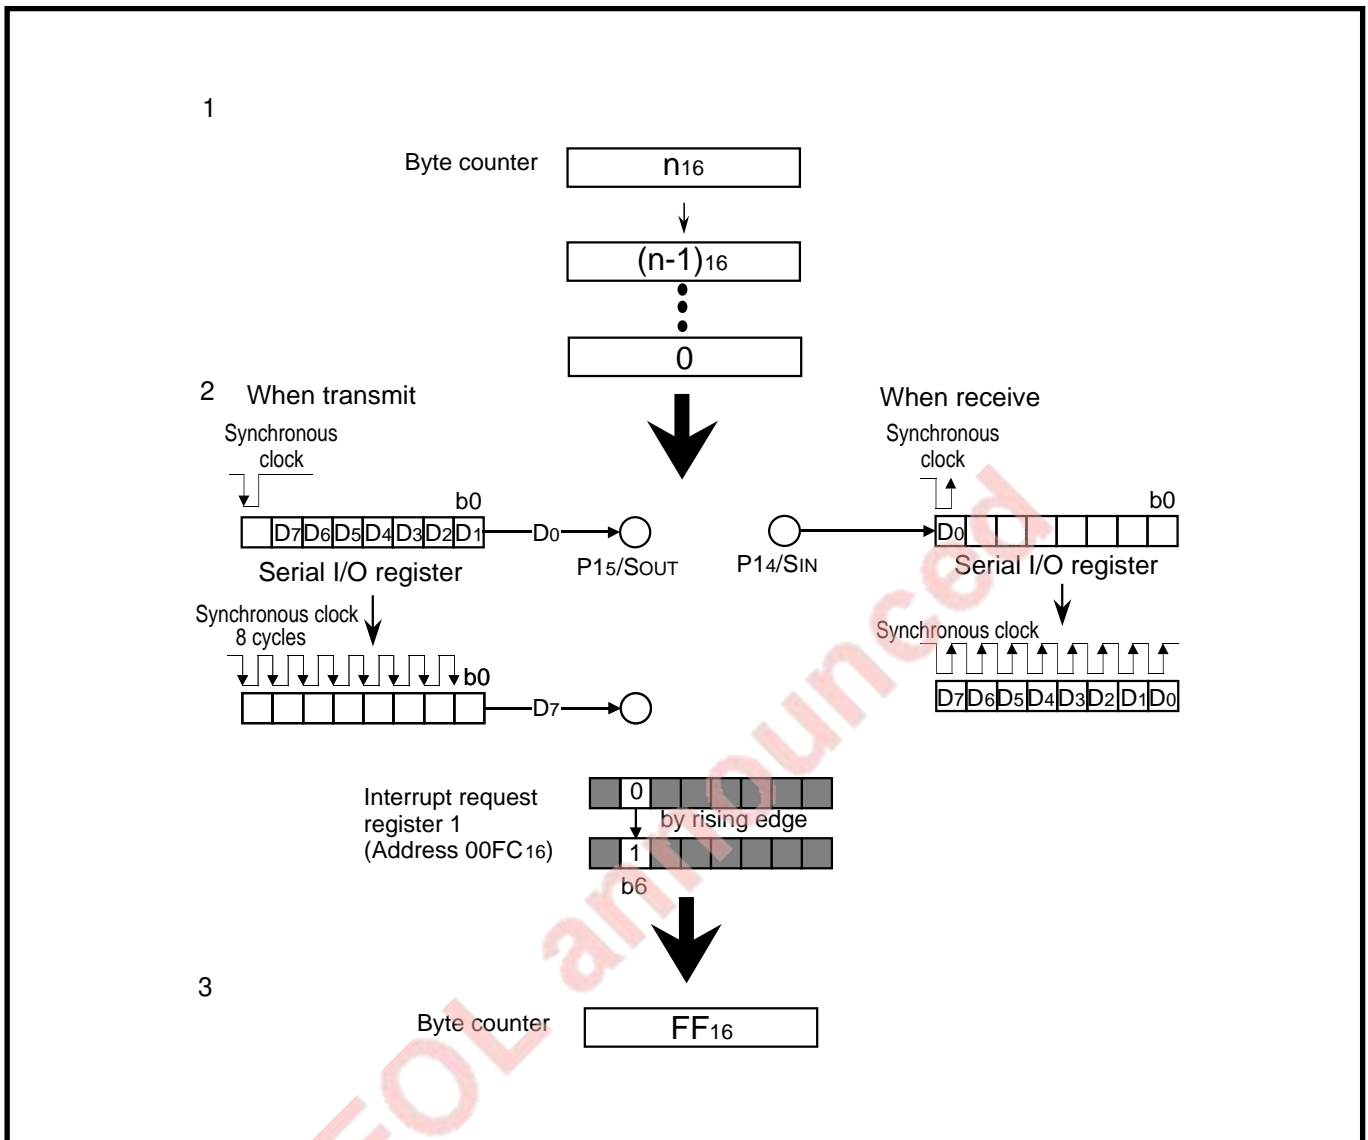 1
Byte counter
n16
(n-1)16
0
2 When transmit
When receive
Synchronous
clock
Synchronous
clock
b0
b0
D7 D6 D5 D4 D3 D2 D1
D0
D0
P15/SOUT
P14/SIN
Serial I/O register
Serial I/O register
Synchronous clock
8 cycles
Synchronous clock
b0
D7
D7 D6 D5 D4 D3 D2 D1 D0
Interrupt request
register 1
(Address 00FC16)
0
by rising edge
1
b6
3
Byte counter
FF16
EOL announced